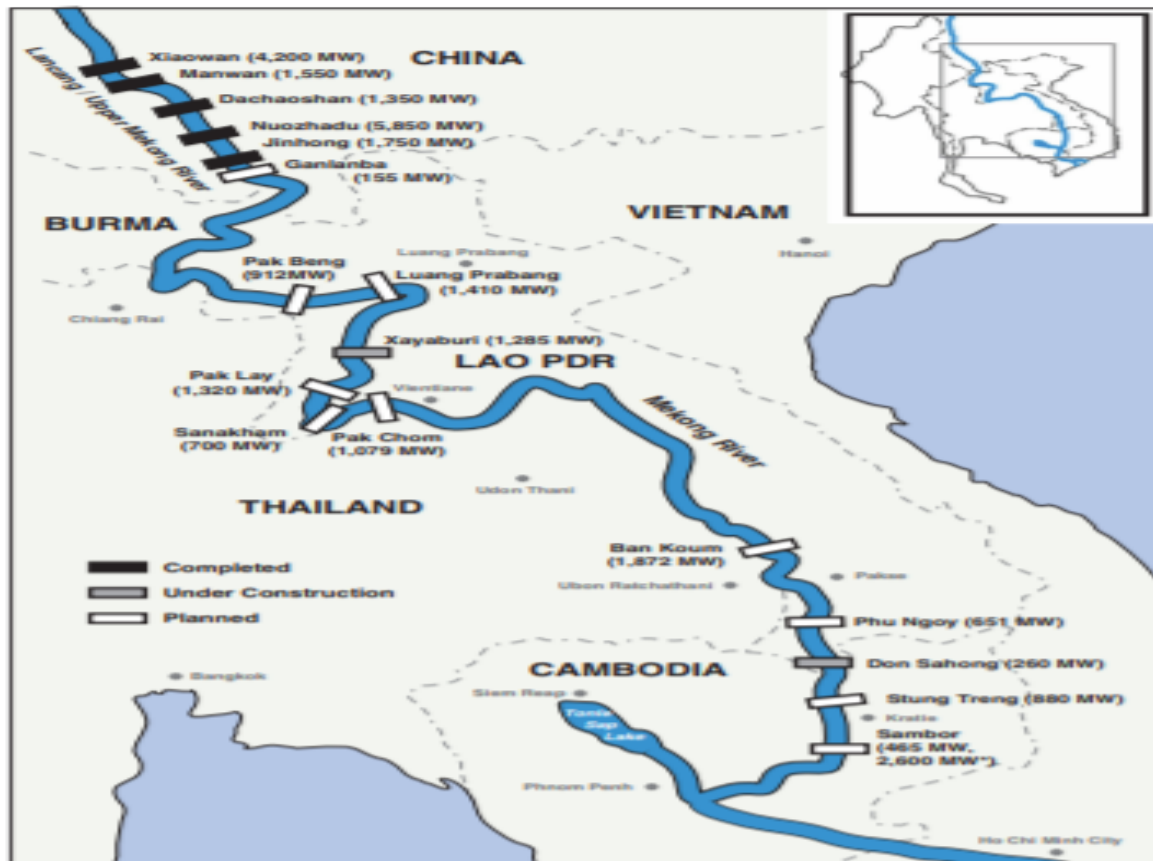 Xiaowan (4,200 MW)
CHINA
Manwan (1,550 MW)
Dachaoshan (1,350 MW)
Nuozhadu (5,850 MW)
Jinhong (1,750 MW)
Ganlanba
(155 MW)
Lancang / Upper Mekong River
BURMA
VIETNAM
Hanoi
Pak Beng
(912MW)
Luang Prabang
Luang Prabang
(1,410 MW)
Chiang Rai
Xayaburi (1,285 MW)
LAO PDR
Pak Lay
(1,320 MW)
Vientiane
Mekong River
Sanakham
(700 MW)
Pak Chom
(1,079 MW)
Udon Thani
THAILAND
Ban Koum
(1,872 MW)
Completed
Under Construction
Planned
Ubon Ratchathani
Pakse
Phu Ngoy (651 MW)
CAMBODIA
Don Sahong (260 MW)
Bangkok
Siem Reap
Stung Treng (880 MW)
Tonle
Sap
Lake
Kratie
Sambor
(465 MW,
2,600 MW*).
Phnom Penh
Ho Chi Minh City